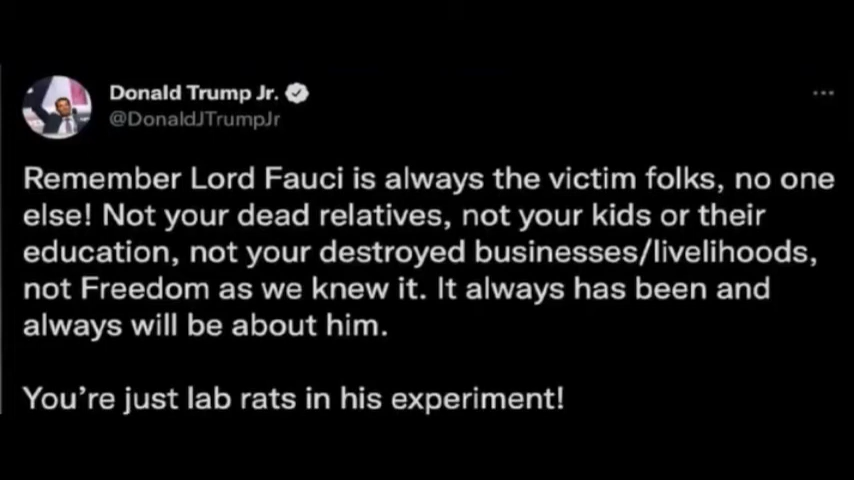 Donald Trump Jr.
@DonaldJTrumpJr
Remember Lord Fauci is always the victim folks, no one
else! Not your dead relatives, not your kids or their
education, not your destroyed businesses/livelihoods,
not Freedom as we knew it. It always has been and
always will be about him.
You’re just lab rats in his experiment!